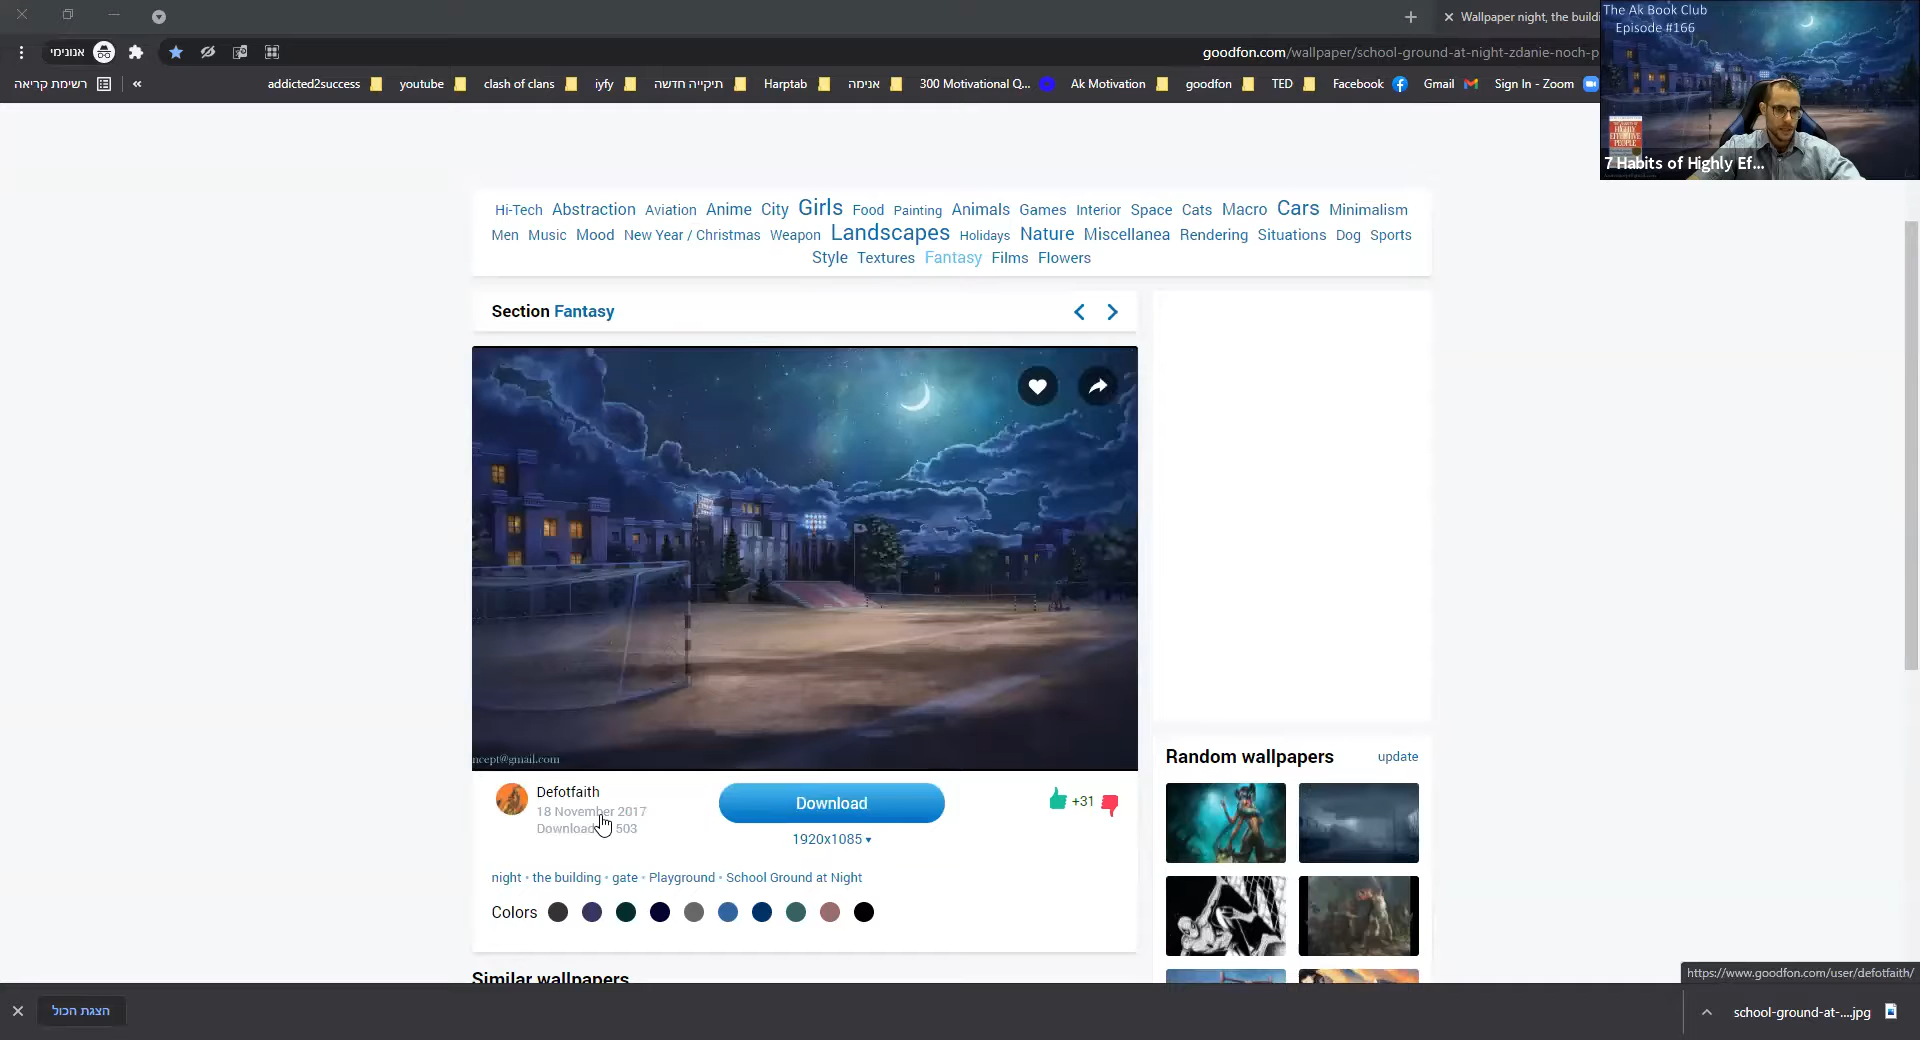 Wallpaper night, the buildi
The Ak Book Club
Episode #166
אנונימי
goodfon.com/wallpaper/school-ground-at-night-zdanie-noch-p
רשימת קריאה
«
addicted2success
youtube
clash of clans
iyfy
תיקייה חדשה
Harptab
אנימה
300 Motivational Q...
Ak Motivation
goodfon
TED
Facebook
Gmail
Sign In - Zoom
HIGHLY
EFFECTIVE
PEOPLE
7 Habits of Highly Ef...
Hi-Tech Abstraction Aviation Anime City Girls Food Painting Animals Games Interior Space Cats Macro Cars Minimalism
Men Music Mood New Year / Christmas Weapon Landscapes Holidays Nature Miscellanea Rendering Situations Dog Sports
Style Textures Fantasy Films Flowers
Section Fantasy
ncept@gmail.com
Defotfaith
18 November 2017
Download 503
Download
1920x1085
+31
night • the building • gate • Playground • School Ground at Night
Colors
Similar wallpapers
Random wallpapers
update
https://www.goodfon.com/user/defotfaith/
הצגת הכול
school-ground-at-....jpg